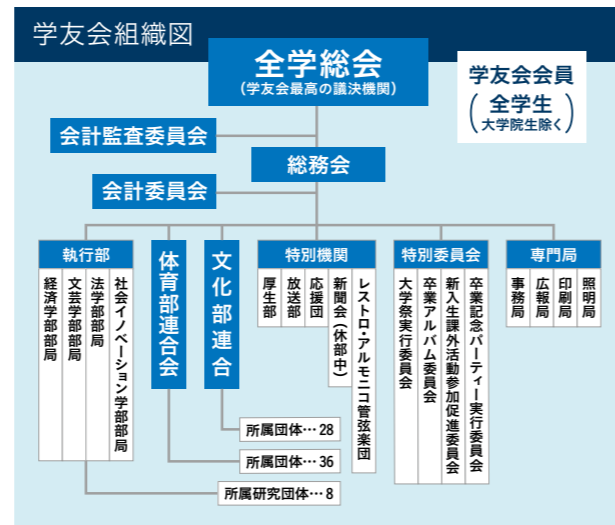 学友会組織図
全学総会
(学友会最高の議決機関)
学友会会員
(全学生
大学院生除く)
会計監査委員会
総務会
会計委員会
執行部
経済学部部局
文芸学部部局
法学部部局
社会イノベーション学部部局
体育部連合会
文化部連合
特別機関
厚生部
放送部
応援団
新聞会(休部中)
レストロ・アルモニコ管弦楽団
特別委員会
大学祭実行委員会
卒業アルバム委員会
新入生課外活動参加促進委員会
卒業記念パーティー実行委員会
専門局
事務局
広報局
印刷局
照明局
所属団体…28
所属団体…36
所属研究団体…8